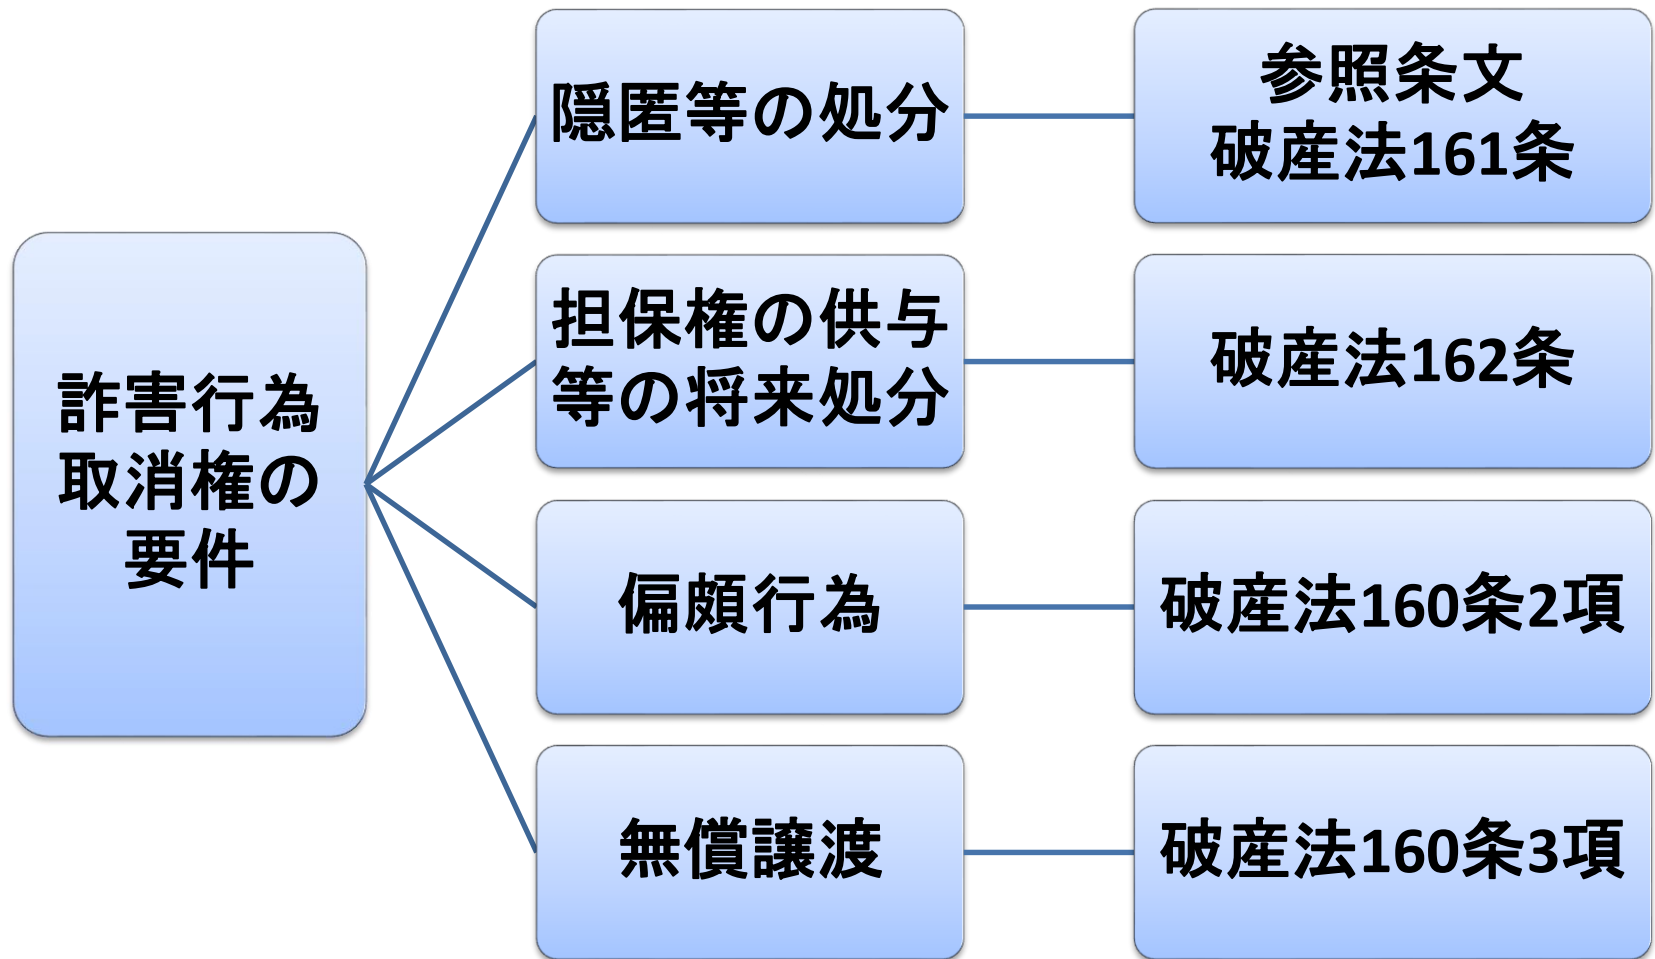 詐害行為
取消権の
要件
隠匿等の処分
参照条文
破産法161条
担保権の供与
等の将来処分
破産法162条
偏頗行為
破産法160条2項
無償譲渡
破産法160条3項